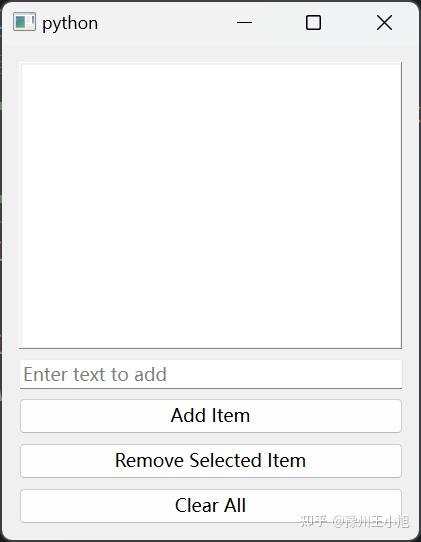 python
Enter text to add
Add Item
Remove Selected Item
Clear All
知乎 @豫州王小旭